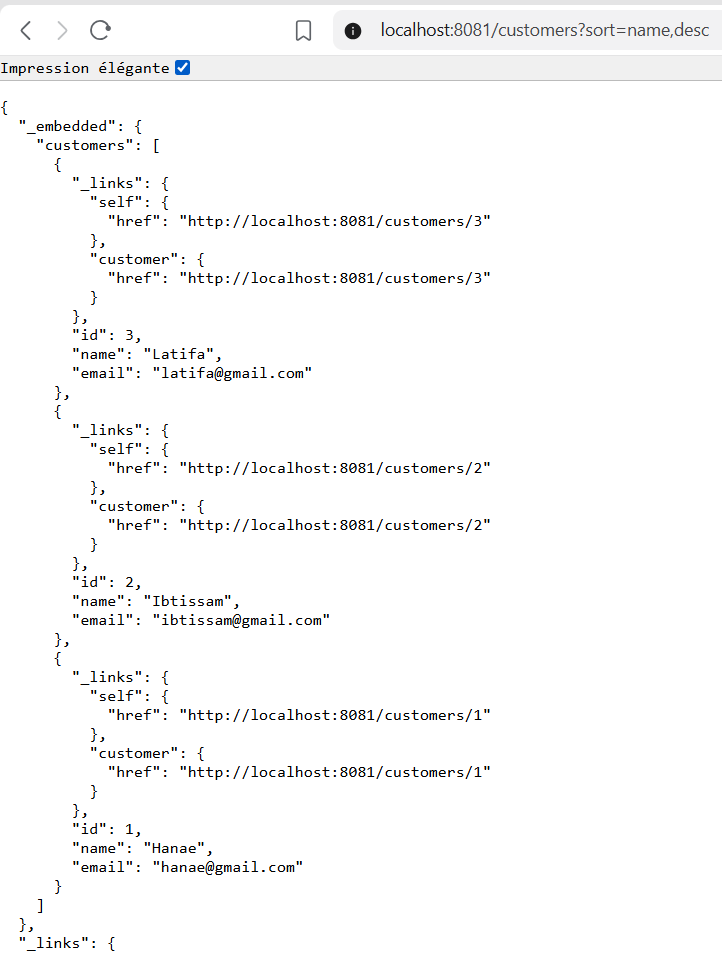 localhost:8081/customers?sort=name,desc
Impression élégante
{
  "_embedded": {
    "customers": [
      {
        "_links": {
          "self": {
            "href": "http://localhost:8081/customers/3"
          },
          "customer": {
            "href": "http://localhost:8081/customers/3"
          }
        },
        "id": 3,
        "name": "Latifa",
        "email": "latifa@gmail.com"
      },
      {
        "_links": {
          "self": {
            "href": "http://localhost:8081/customers/2"
          },
          "customer": {
            "href": "http://localhost:8081/customers/2"
          }
        },
        "id": 2,
        "name": "Ibtissam",
        "email": "ibtissam@gmail.com"
      },
      {
        "_links": {
          "self": {
            "href": "http://localhost:8081/customers/1"
          },
          "customer": {
            "href": "http://localhost:8081/customers/1"
          }
        },
        "id": 1,
        "name": "Hanae",
        "email": "hanae@gmail.com"
      }
    ]
  },
  "_links": {